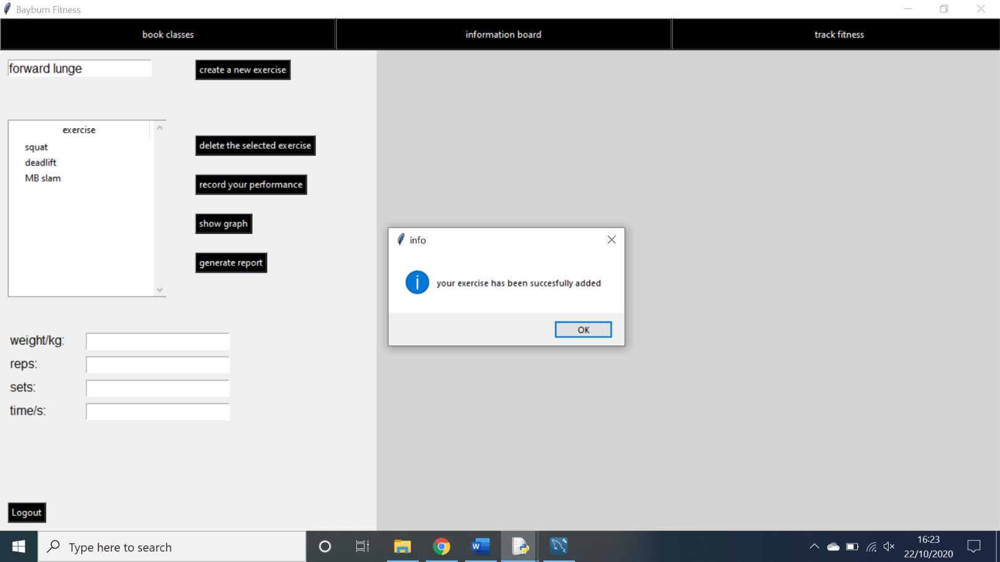 Bayburn Fitness
book classes
information board
track fitness
forward lunge
create a new exercise
exercise
squat
deadlift
MB slam
delete the selected exercise
record your performance
show graph
generate report
info
your exercise has been succesfully added
OK
weight/kg:
reps:
sets:
time/s:
Logout
Type here to search
W
16:23
22/10/2020